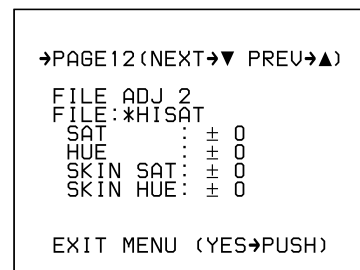 ➔PAGE12(NEXT➔▼ PREV➔▲)
FILE ADJ 2
FILE:*HISAT
SAT : ± 0
HUE : ± 0
SKIN SAT: ± 0
SKIN HUE: ± 0
EXIT MENU (YES➔PUSH)